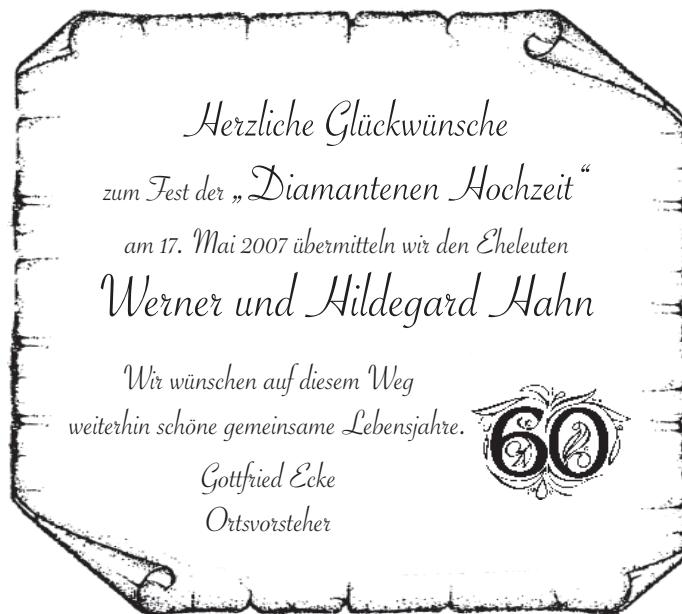 Herzliche Glückwünsche
zum Fest der „Diamantenen Hochzeit“
am 17. Mai 2007 übermitteln wir den Eheleuten
Werner und Hildegard Hahn
Wir wünschen auf diesem Weg
weiterhin schöne gemeinsame Lebensjahre.
60
Gottfried Ecke
Ortsvorsteher